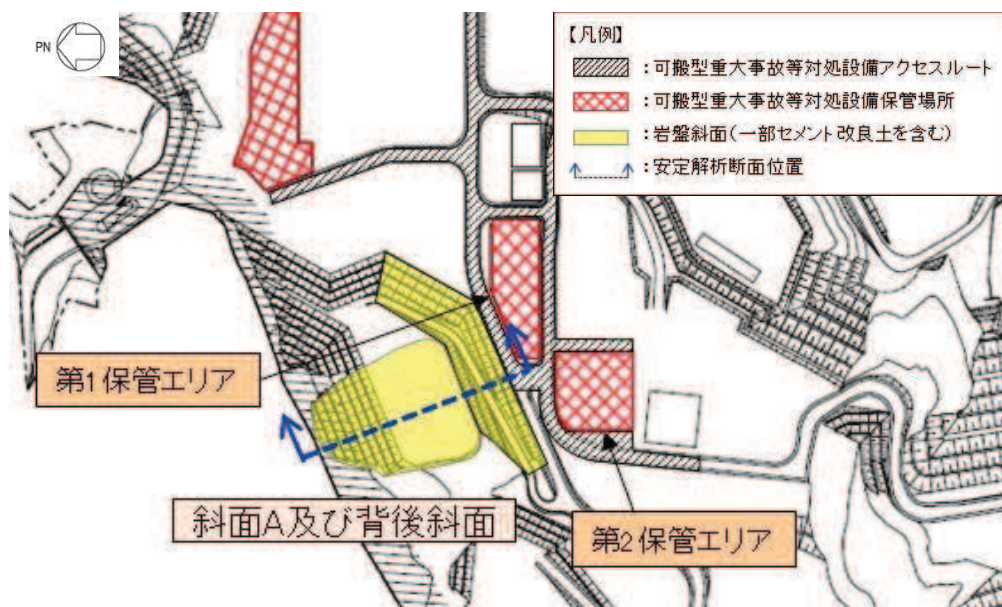 PN
【凡例】
：可搬型重大事故等対処設備アクセスルート
：可搬型重大事故等対処設備保管場所
：岩盤斜面(一部セメント改良土を含む)
：安定解析断面位置
第1保管エリア
斜面A及び背後斜面
第2保管エリア